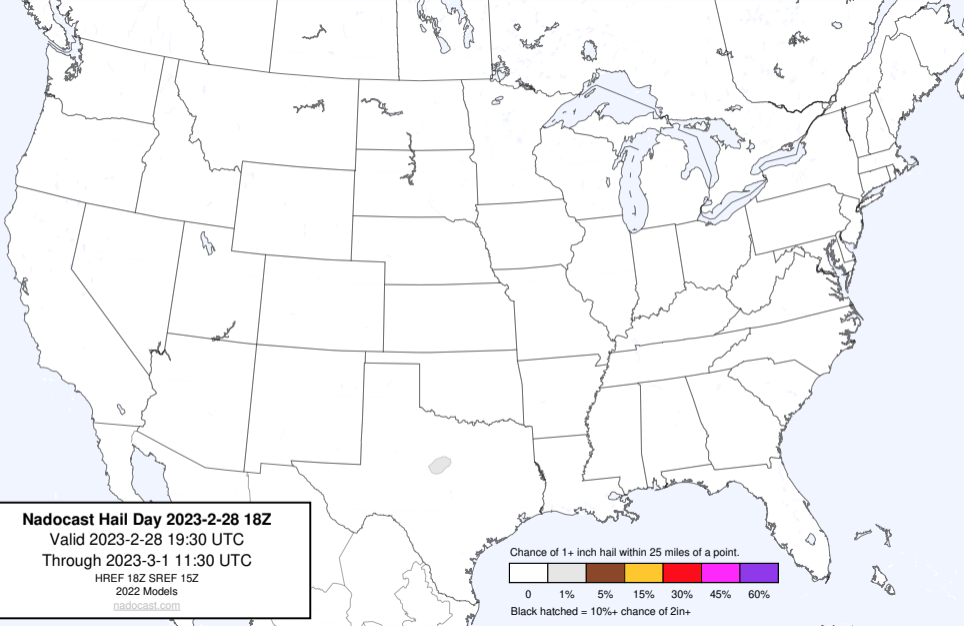 Nadocast Hail Day 2023-2-28 18Z
Valid 2023-2-28 19:30 UTC
Through 2023-3-1 11:30 UTC
HREF 18Z SREF 15Z
2022 Models
nadocast.com
Chance of 1+ inch hail within 25 miles of a point.
0 1% 5% 15% 30% 45% 60%
Black hatched = 10%+ chance of 2in+